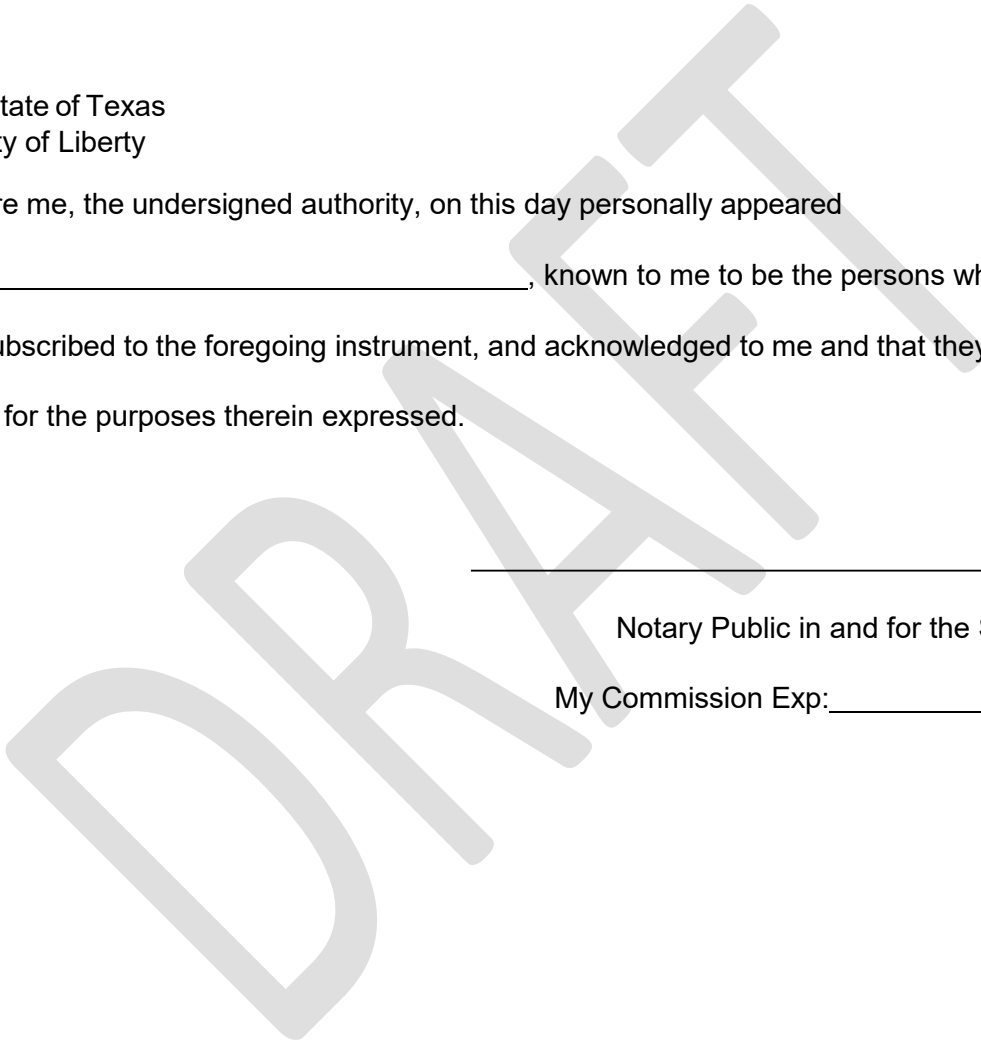 tate of Texas
ty of Liberty
re me, the undersigned authority, on this day personally appeared
, known to me to be the persons wh
ubscribed to the foregoing instrument, and acknowledged to me and that they
for the purposes therein expressed.
Notary Public in and for the S
My Commission Exp:
DRAFT